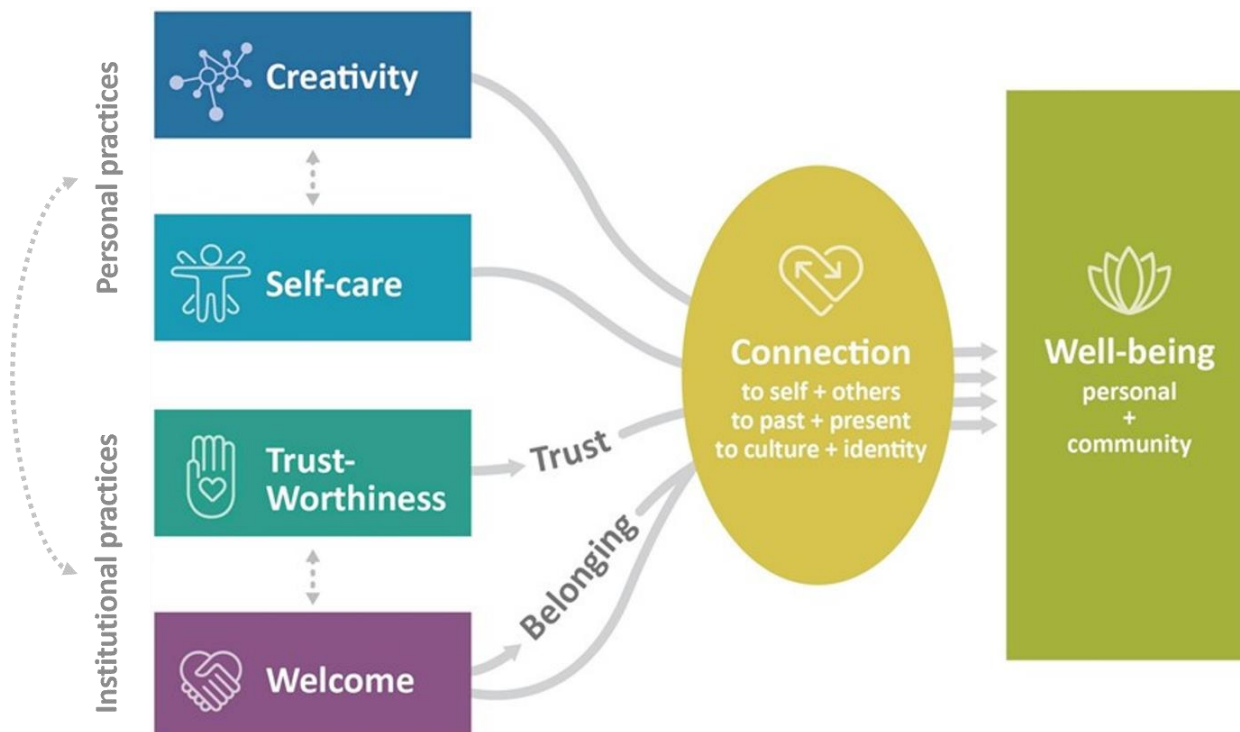 Personal practices
Institutional practices
Creativity
Self-care
Trust-
Worthiness
Welcome
Trust
Belonging
Connection
to self + others
to past + present
to culture + identity
Well-being
personal
+
community